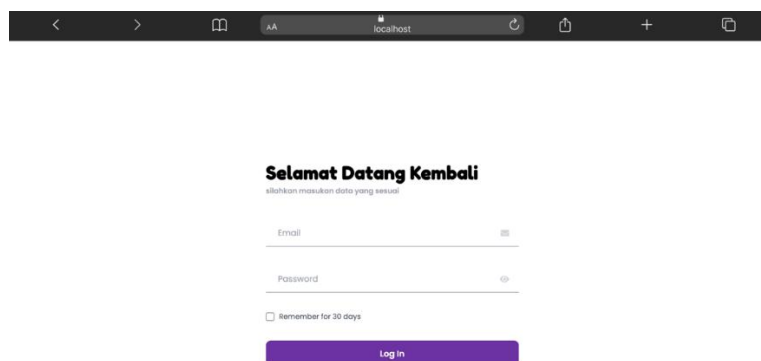 AA
localhost
Selamat Datang Kembali
silahkan masukan data yang sesuai
Email
Password
Remember for 30 days
Log In